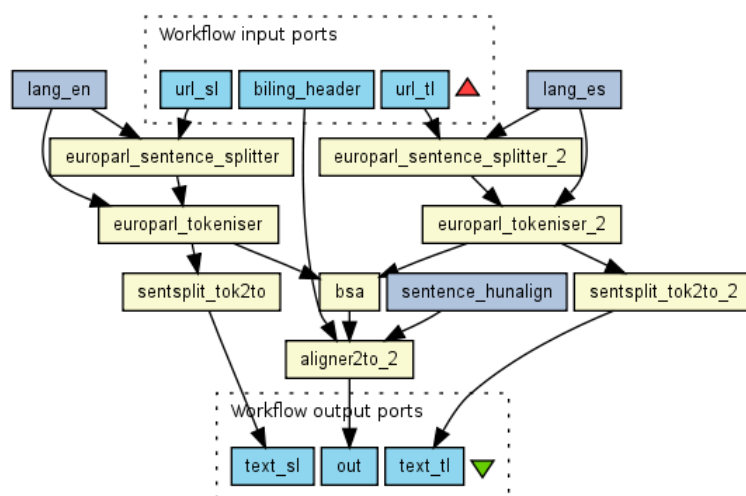 Workflow input ports
lang_en
url_sl
biling_header
url_tl
lang_es
europarl_sentence_splitter
europarl_sentence_splitter_2
europarl_tokeniser
europarl_tokeniser_2
sentsplit_tok2to
bsa
sentence_hunalign
sentsplit_tok2to_2
aligner2to_2
Workflow output ports
text_sl
out
text_tl